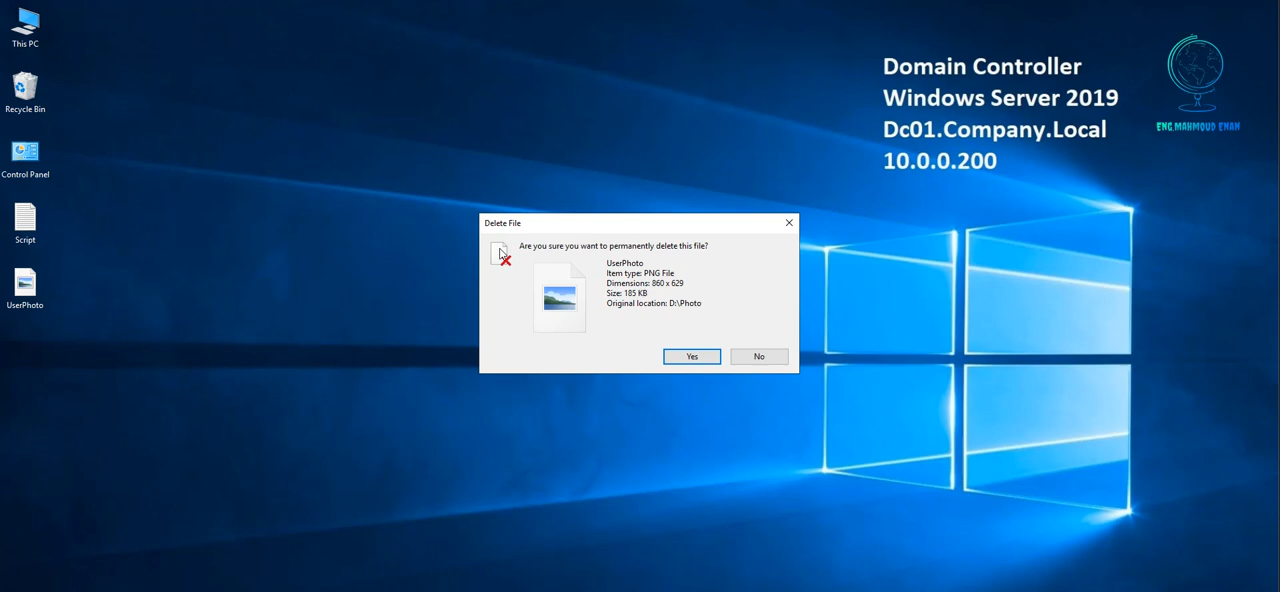 This PC
Recycle Bin
Control Panel
Script
UserPhoto
Domain Controller
Windows Server 2019
Dc01.Company.Local
10.0.0.200
ENG.MAHMOUD ENAN
Delete File
Are you sure you want to permanently delete this file?
UserPhoto
Item type: PNG File
Dimensions: 860 x 629
Size: 185 KB
Original location: D:\Photo
Yes
No